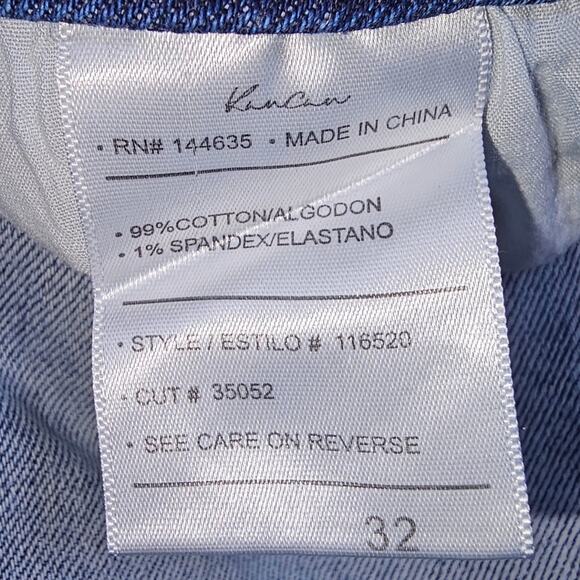 KanCan
• RN# 144635 • MADE IN CHINA
• 99%COTTON/ALGODON
• 1% SPANDEX/ELASTANO
• STYLE / ESTILO # 116520
• CUT # 35052
• SEE CARE ON REVERSE
32